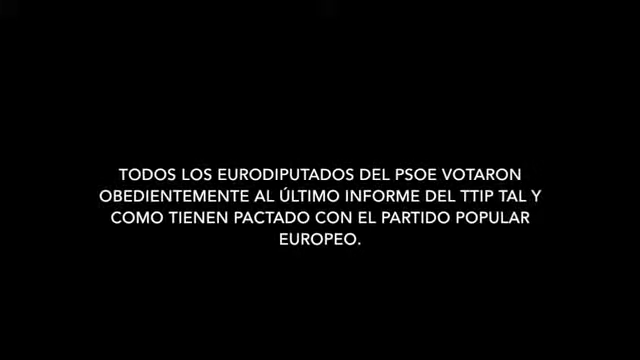 TODOS LOS EURODIPUTADOS DEL PSOE VOTARON
OBEDIENTEMENTE AL ÚLTIMO INFORME DEL TTIP TAL Y
COMO TIENEN PACTADO CON EL PARTIDO POPULAR
EUROPEO.